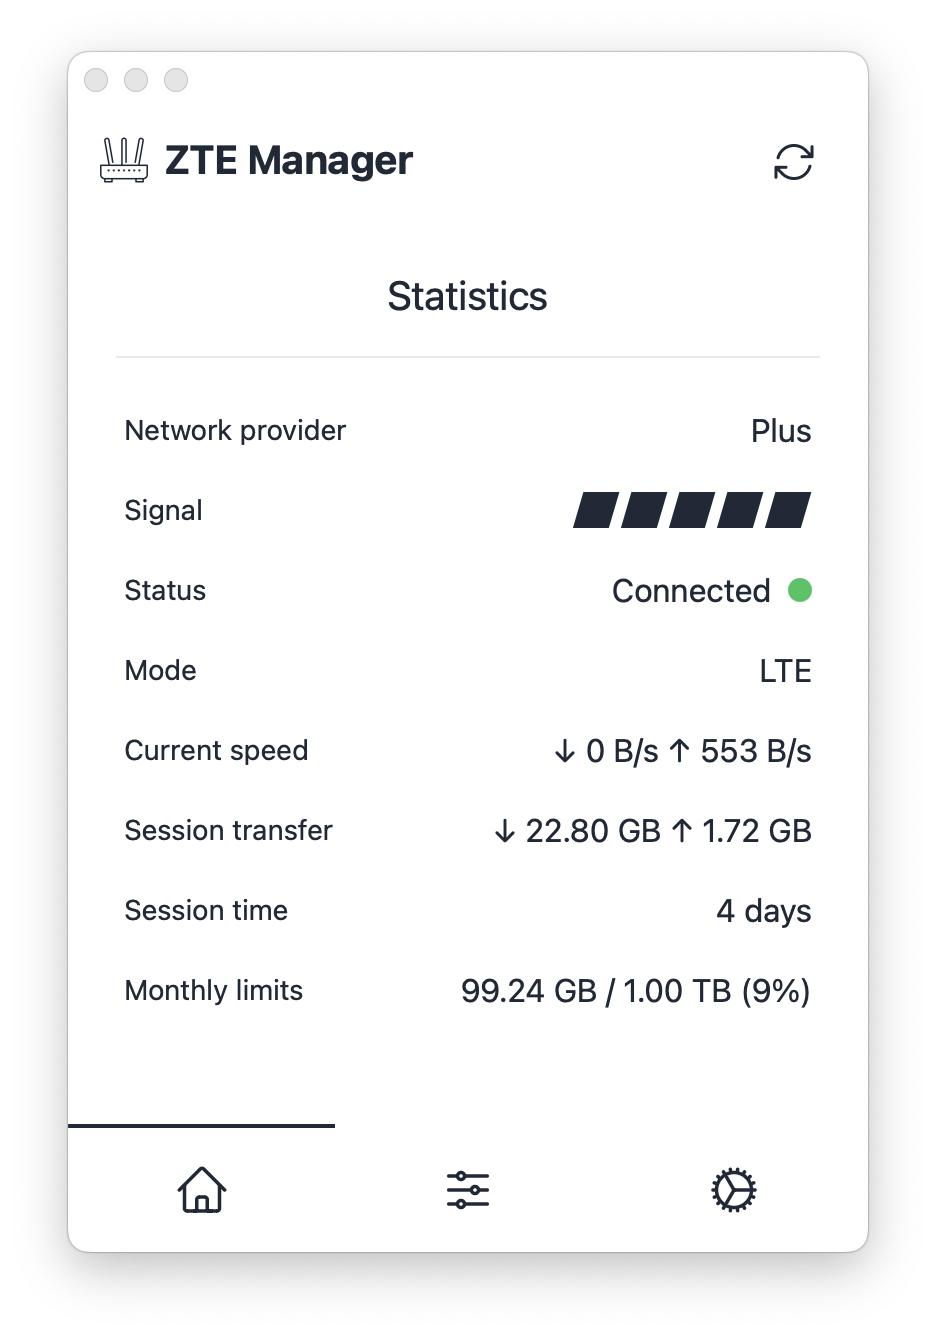 ZTE Manager
Statistics
Network provider Plus
Signal
Status Connected
Mode LTE
Current speed ↓ 0 B/s ↑ 553 B/s
Session transfer ↓ 22.80 GB ↑ 1.72 GB
Session time 4 days
Monthly limits 99.24 GB / 1.00 TB (9%)